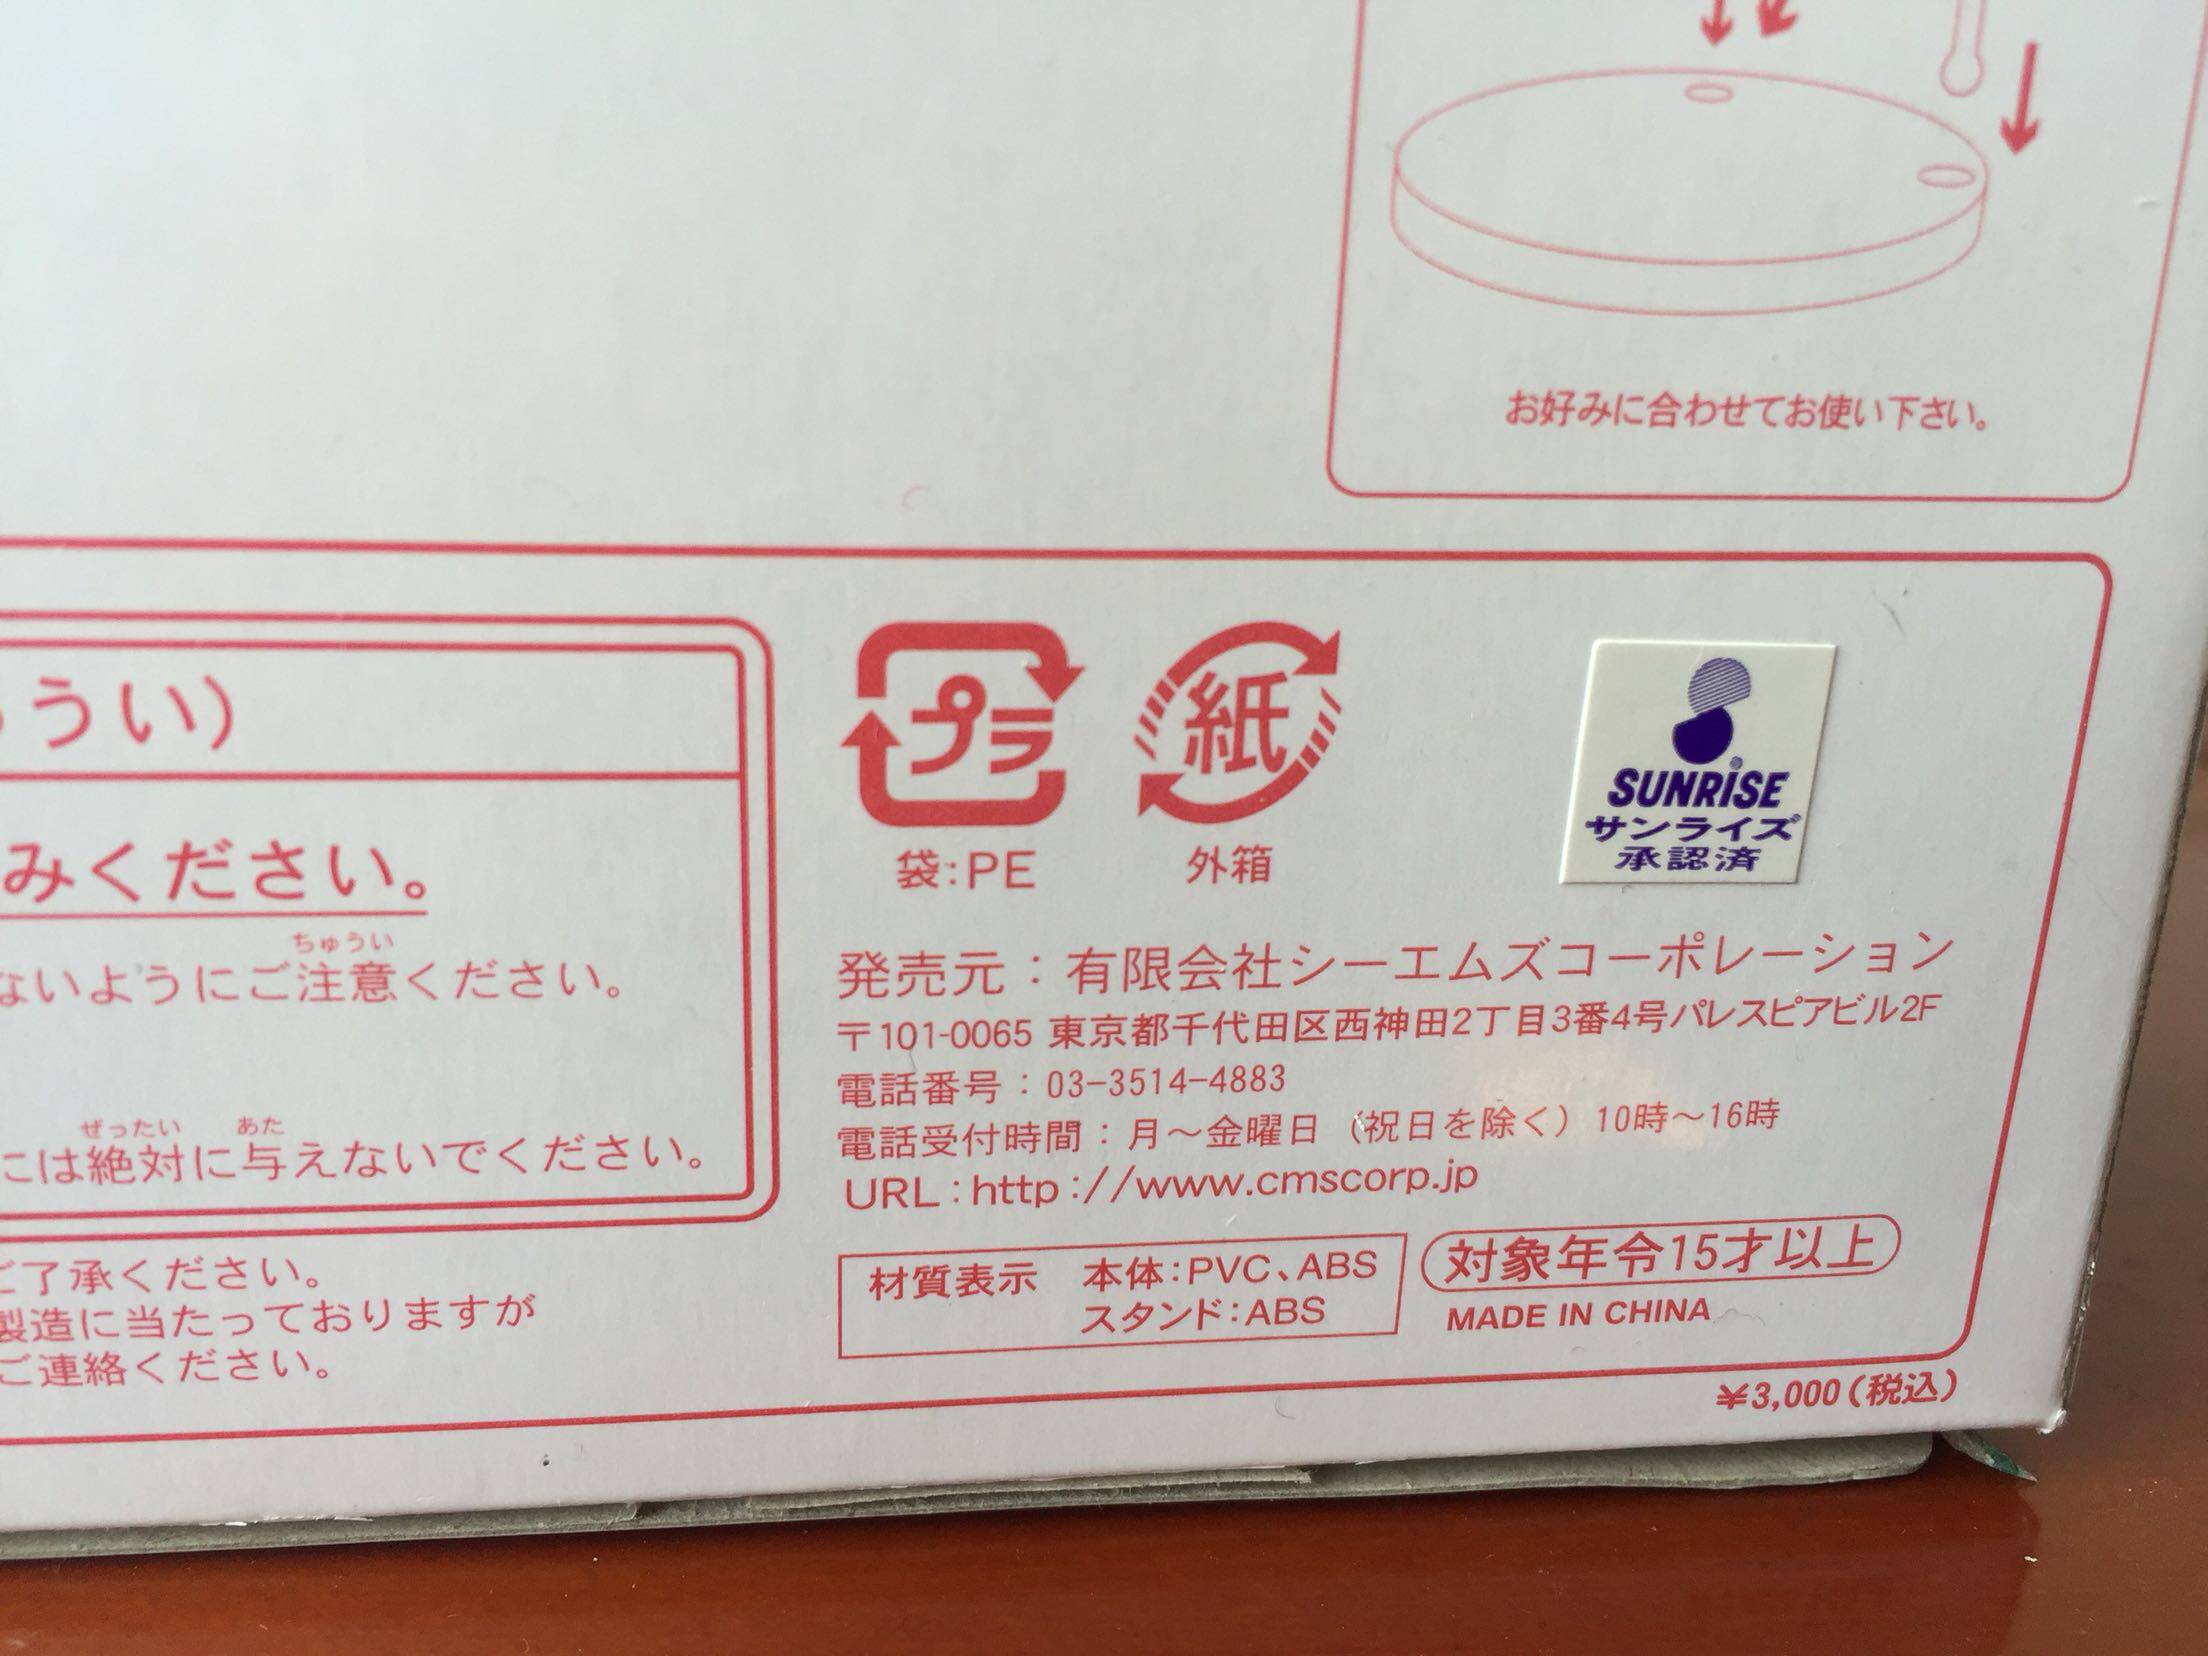 お好みに合わせてお使い下さい。
うい)
みください。
ちゅうい
ないようにご注意ください。
ぜったい あた
には絶対に与えないでください。
ご了承ください。
製造に当たっておりますが
ご連絡ください。
プラ
袋:PE
紙
外箱
SUNRISE
サンライズ
承認済
発売元：有限会社シーエムズコーポレーション
〒101-0065 東京都千代田区西神田2丁目3番4号パレスピアビル2F
電話番号：03-3514-4883
電話受付時間：月～金曜日（祝日を除く）10時～16時
URL:http://www.cmscorp.jp
材質表示 本体:PVC、ABS
スタンド:ABS
対象年令15才以上
MADE IN CHINA
¥3,000(税込)